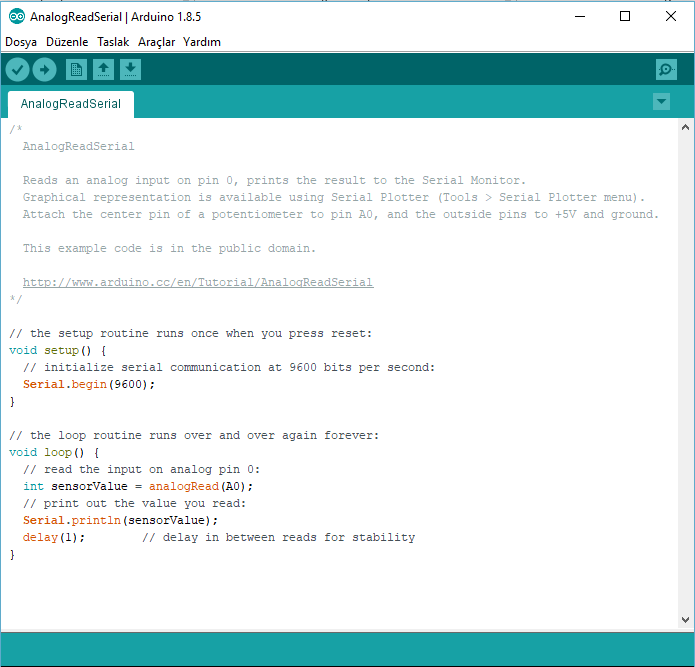 AnalogReadSerial | Arduino 1.8.5
Dosya Düzenle Taslak Araçlar Yardım
AnalogReadSerial
/*
  AnalogReadSerial

  Reads an analog input on pin 0, prints the result to the Serial Monitor.
  Graphical representation is available using Serial Plotter (Tools > Serial Plotter menu).
  Attach the center pin of a potentiometer to pin A0, and the outside pins to +5V and ground.

  This example code is in the public domain.

  http://www.arduino.cc/en/Tutorial/AnalogReadSerial
*/

// the setup routine runs once when you press reset:
void setup() {
  // initialize serial communication at 9600 bits per second:
  Serial.begin(9600);
}

// the loop routine runs over and over again forever:
void loop() {
  // read the input on analog pin 0:
  int sensorValue = analogRead(A0);
  // print out the value you read:
  Serial.println(sensorValue);
  delay(1);        // delay in between reads for stability
}